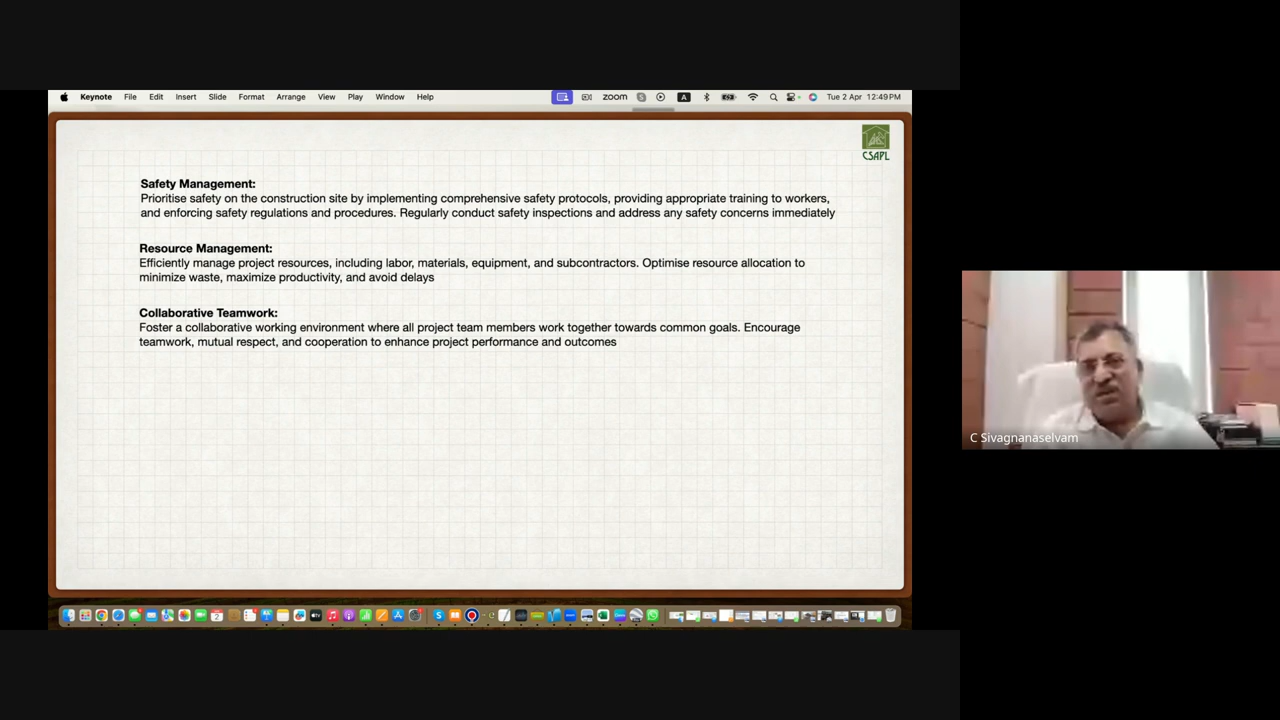 Keynote File Edit Insert Slide Format Arrange View Play Window Help zoom A Tue 2 Apr 12:49 PM
CSAPL
Safety Management:
Prioritise safety on the construction site by implementing comprehensive safety protocols, providing appropriate training to workers,
and enforcing safety regulations and procedures. Regularly conduct safety inspections and address any safety concerns immediately
Resource Management:
Efficiently manage project resources, including labor, materials, equipment, and subcontractors. Optimise resource allocation to
minimize waste, maximize productivity, and avoid delays
Collaborative Teamwork:
Foster a collaborative working environment where all project team members work together towards common goals. Encourage
teamwork, mutual respect, and cooperation to enhance project performance and outcomes
C Sivagnanaselvam